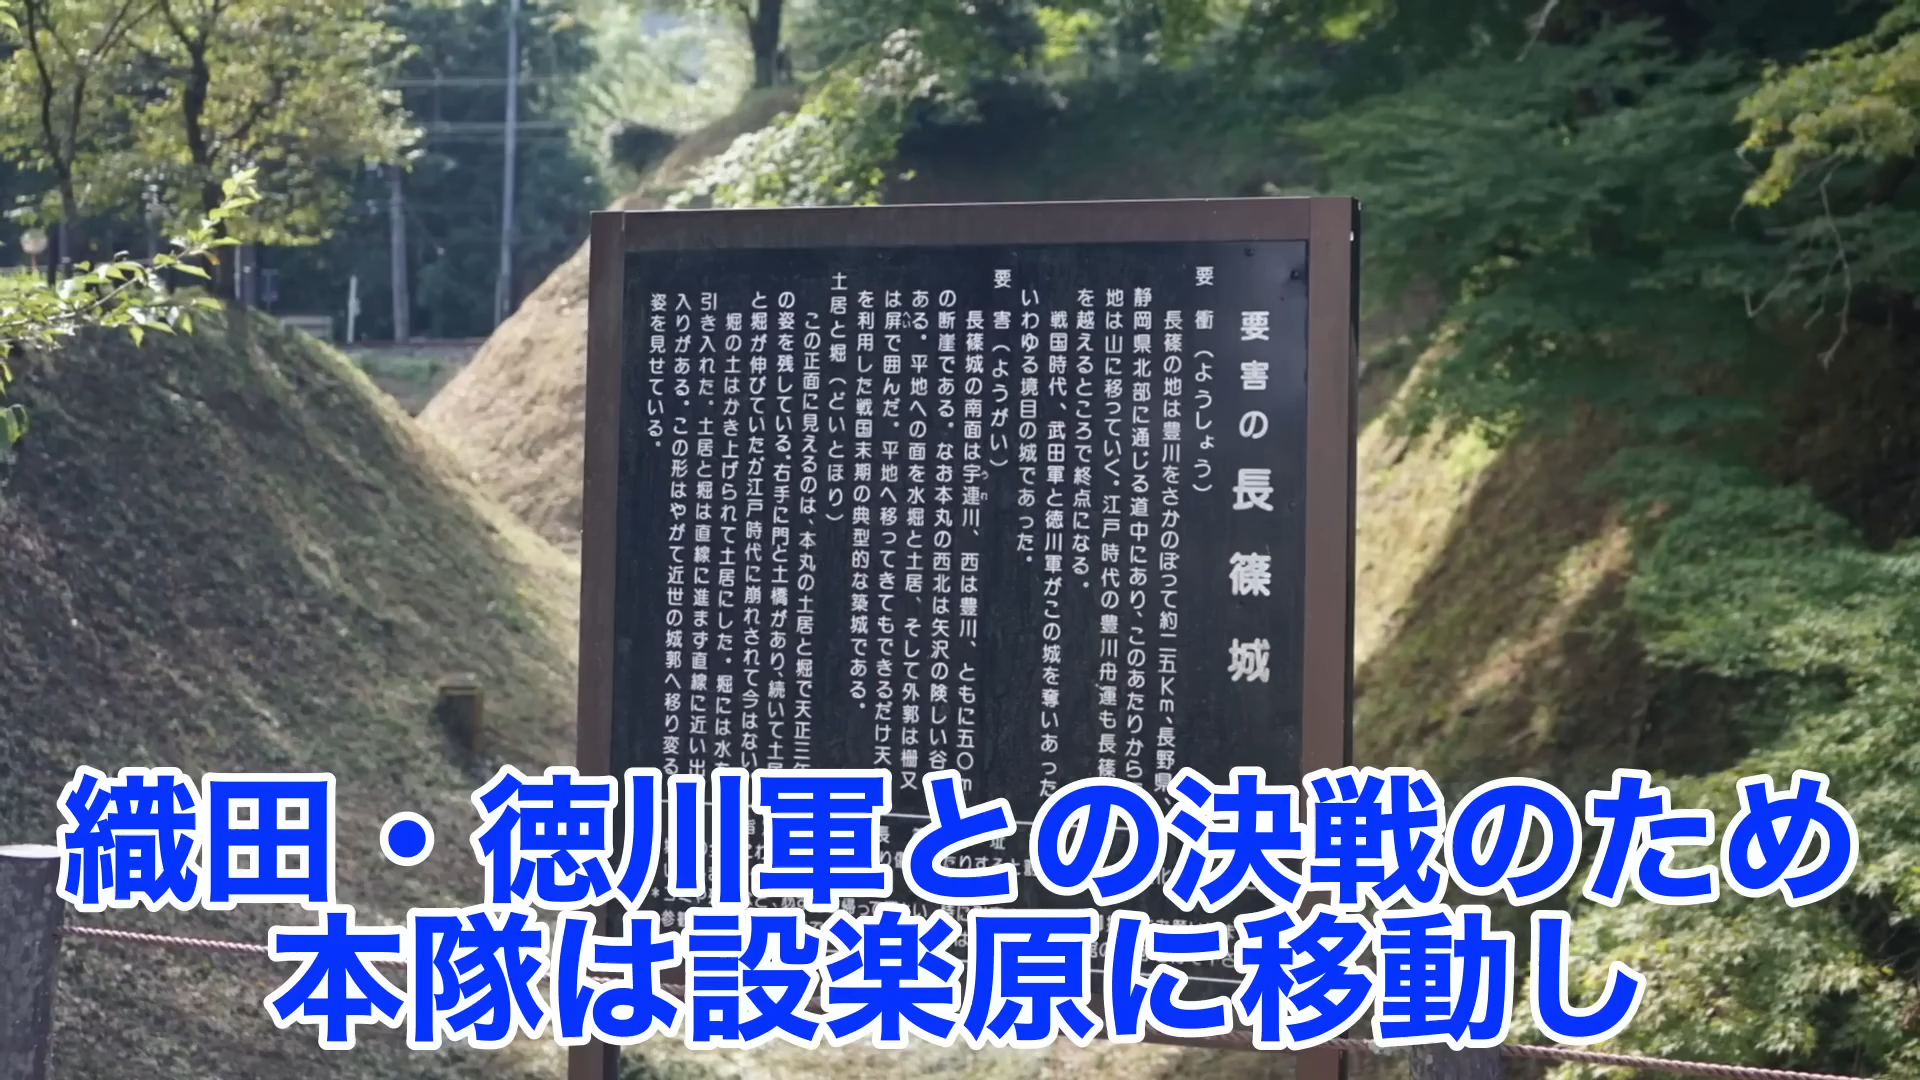 要害の長篠城
要衝（ようしょう）
長篠の地は豊川をさかのぼって約二五Km、長野県、
静岡県北部に通じる道中にあり、このあたりから
地は山に移っていく。江戸時代の豊川舟運も長篠
を越えるところで終点になる。
戦国時代、武田軍と徳川軍がこの城を奪いあった
いわゆる境目の城であった。
要害（ようがい）
長篠城の南面は宇連川、西は豊川、ともに五〇m
の断崖である。なお本丸の西北は矢沢の険しい谷
ある。平地への面を水堀と土居、そして外郭は柵又
は屏で囲んだ。平地へ移ってきてもできるだけ天
を利用した戦国末期の典型的な築城である。
土居と堀（どいとほり）
この正面に見えるのは、本丸の土居と堀で天正三年
の姿を残している。右手に門と土橋があり、続いて土居
と堀が伸びていたが江戸時代に崩されて今はない
堀の土はかき上げられて土居にした。堀には水を
引き入れた。土居と堀は直線に進まず直線に近い出
入りがある。この形はやがて近世の城郭へ移り変る
姿を見せている。
織田・徳川軍との決戦のため
本隊は設楽原に移動し